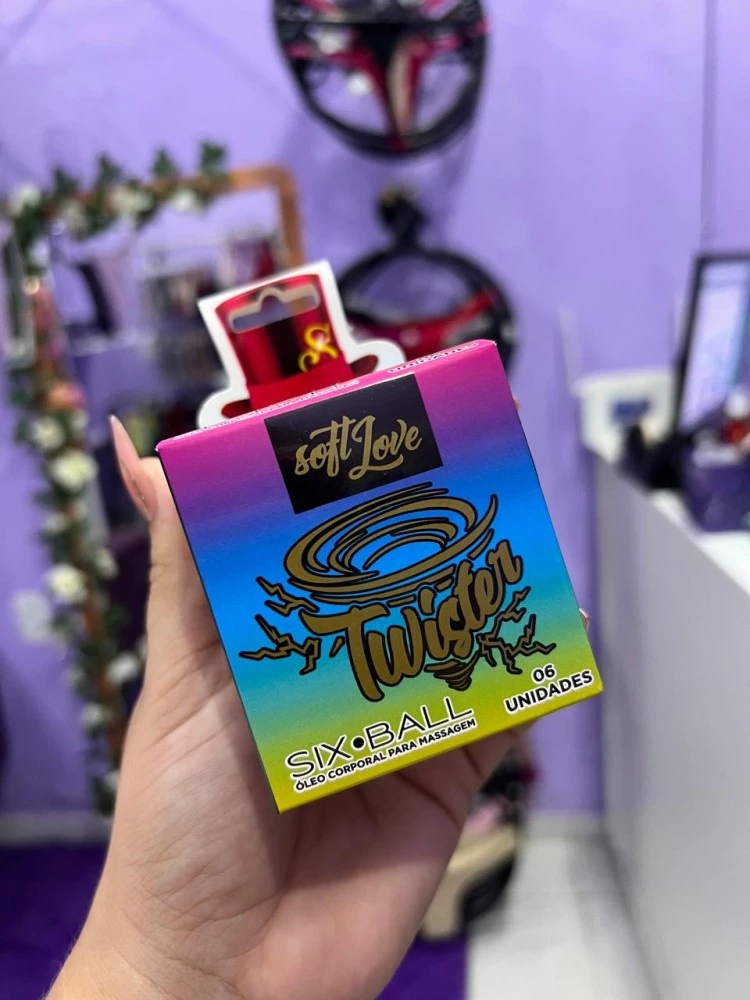 soft Love
Twister
SIX•BALL
ÓLEO CORPORAL PARA MASSAGEM
06
UNIDADES